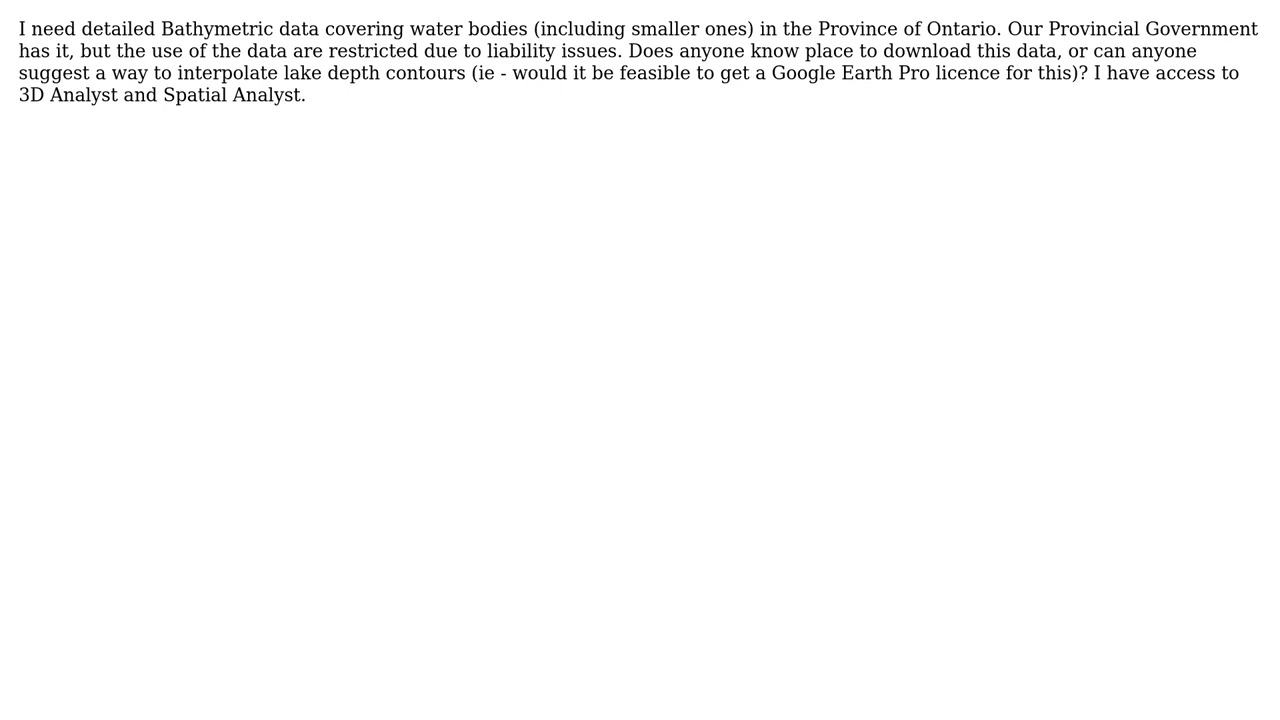 I need detailed Bathymetric data covering water bodies (including smaller ones) in the Province of Ontario. Our Provincial Government
has it, but the use of the data are restricted due to liability issues. Does anyone know place to download this data, or can anyone
suggest a way to interpolate lake depth contours (ie - would it be feasible to get a Google Earth Pro licence for this)? I have access to
3D Analyst and Spatial Analyst.